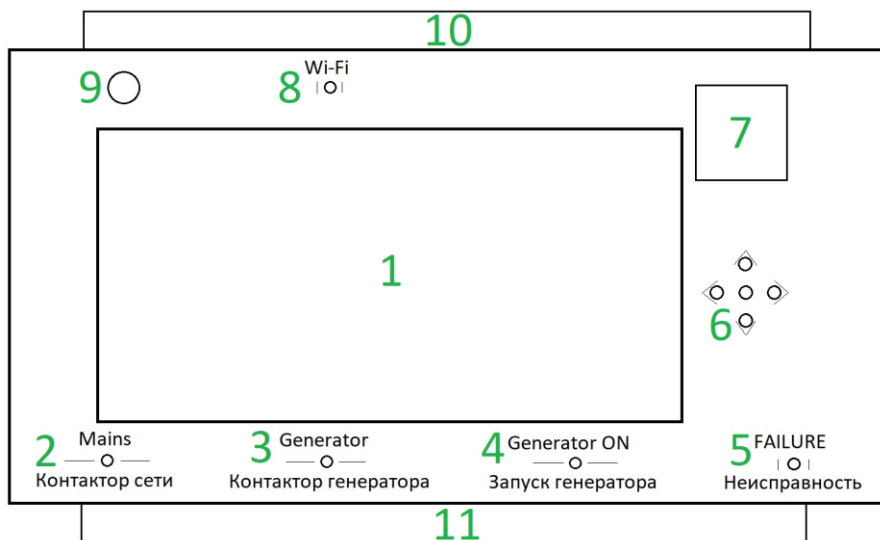 10
9
8
Wi-Fi
7
1
6
2
Mains
Контактор сети
3
Generator
Контактор генератора
4
Generator ON
Запуск генератора
5
FAILURE
Неисправность
11